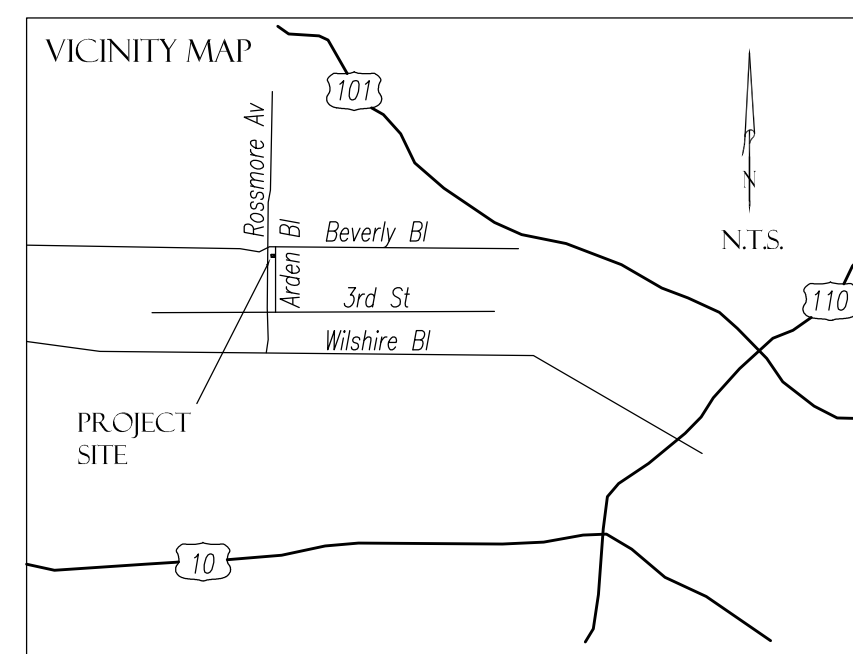 VICINITY MAP
101
Rossmore Av
N
N.T.S.
Arden Bl
Beverly Bl
110
3rd St
Wilshire Bl
PROJECT
SITE
10